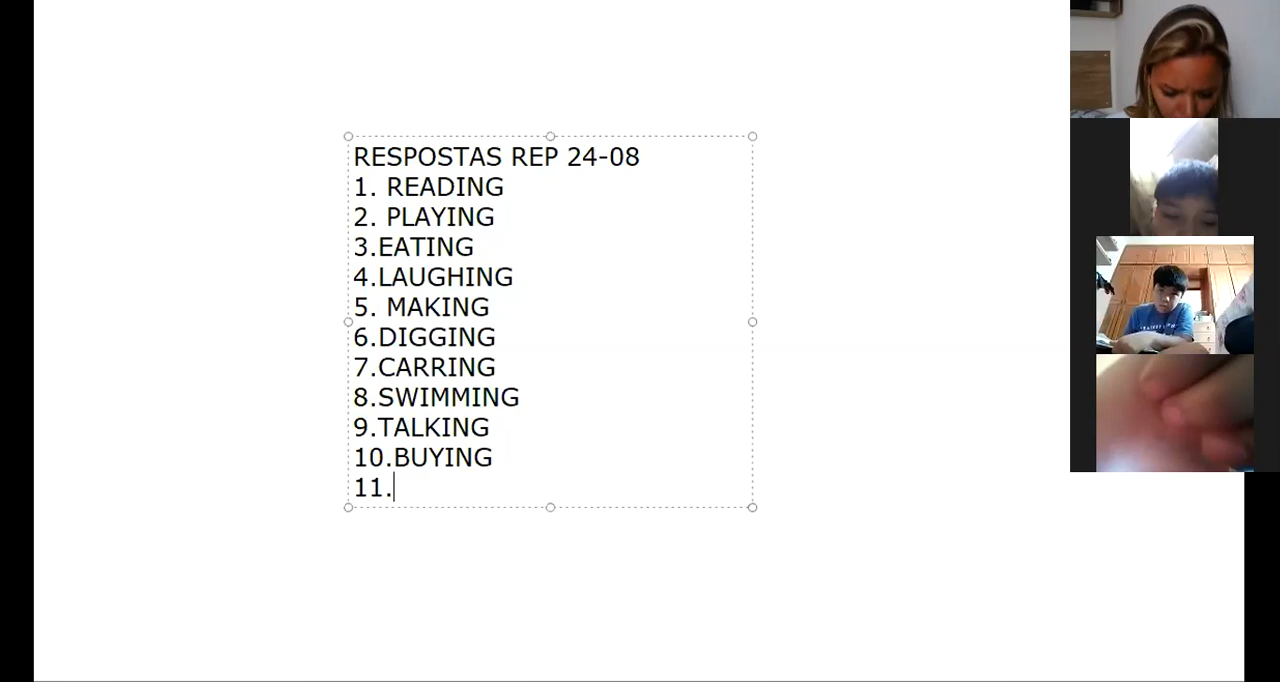 RESPOSTAS REP 24-08
1. READING
2. PLAYING
3.EATING
4.LAUGHING
5. MAKING
6.DIGGING
7.CARRING
8.SWIMMING
9.TALKING
10.BUYING
11.